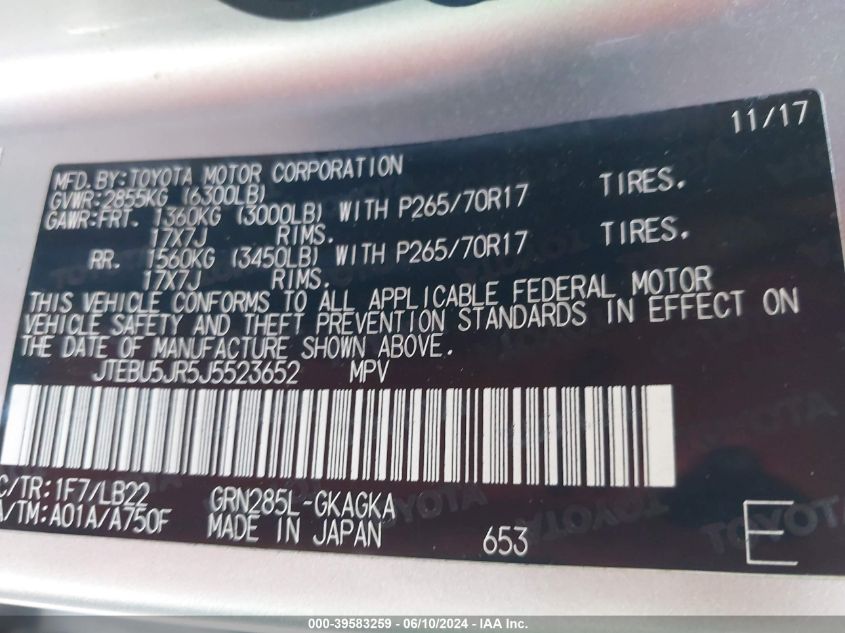 11/17
MFD.BY:TOYOTA MOTOR CORPORATION
GVWR:2855KG (6300LB)
GAWR:FRT. 1360KG (3000LB) WITH P265/70R17 TIRES.
17X7J RIMS.
RR. 1560KG (3450LB) WITH P265/70R17 TIRES.
17X7J RIMS.
THIS VEHICLE CONFORMS TO ALL APPLICABLE FEDERAL MOTOR
VEHICLE SAFETY AND THEFT PREVENTION STANDARDS IN EFFECT ON
THE DATE OF MANUFACTURE SHOWN ABOVE.
JTEBU5JR5J5523652 MPV
C/TR:1F7/LB22 GRN285L-GKAGKA
A/TM:A01A/A750F MADE IN JAPAN 653 E
000-39583259 - 06/10/2024 - IAA Inc.